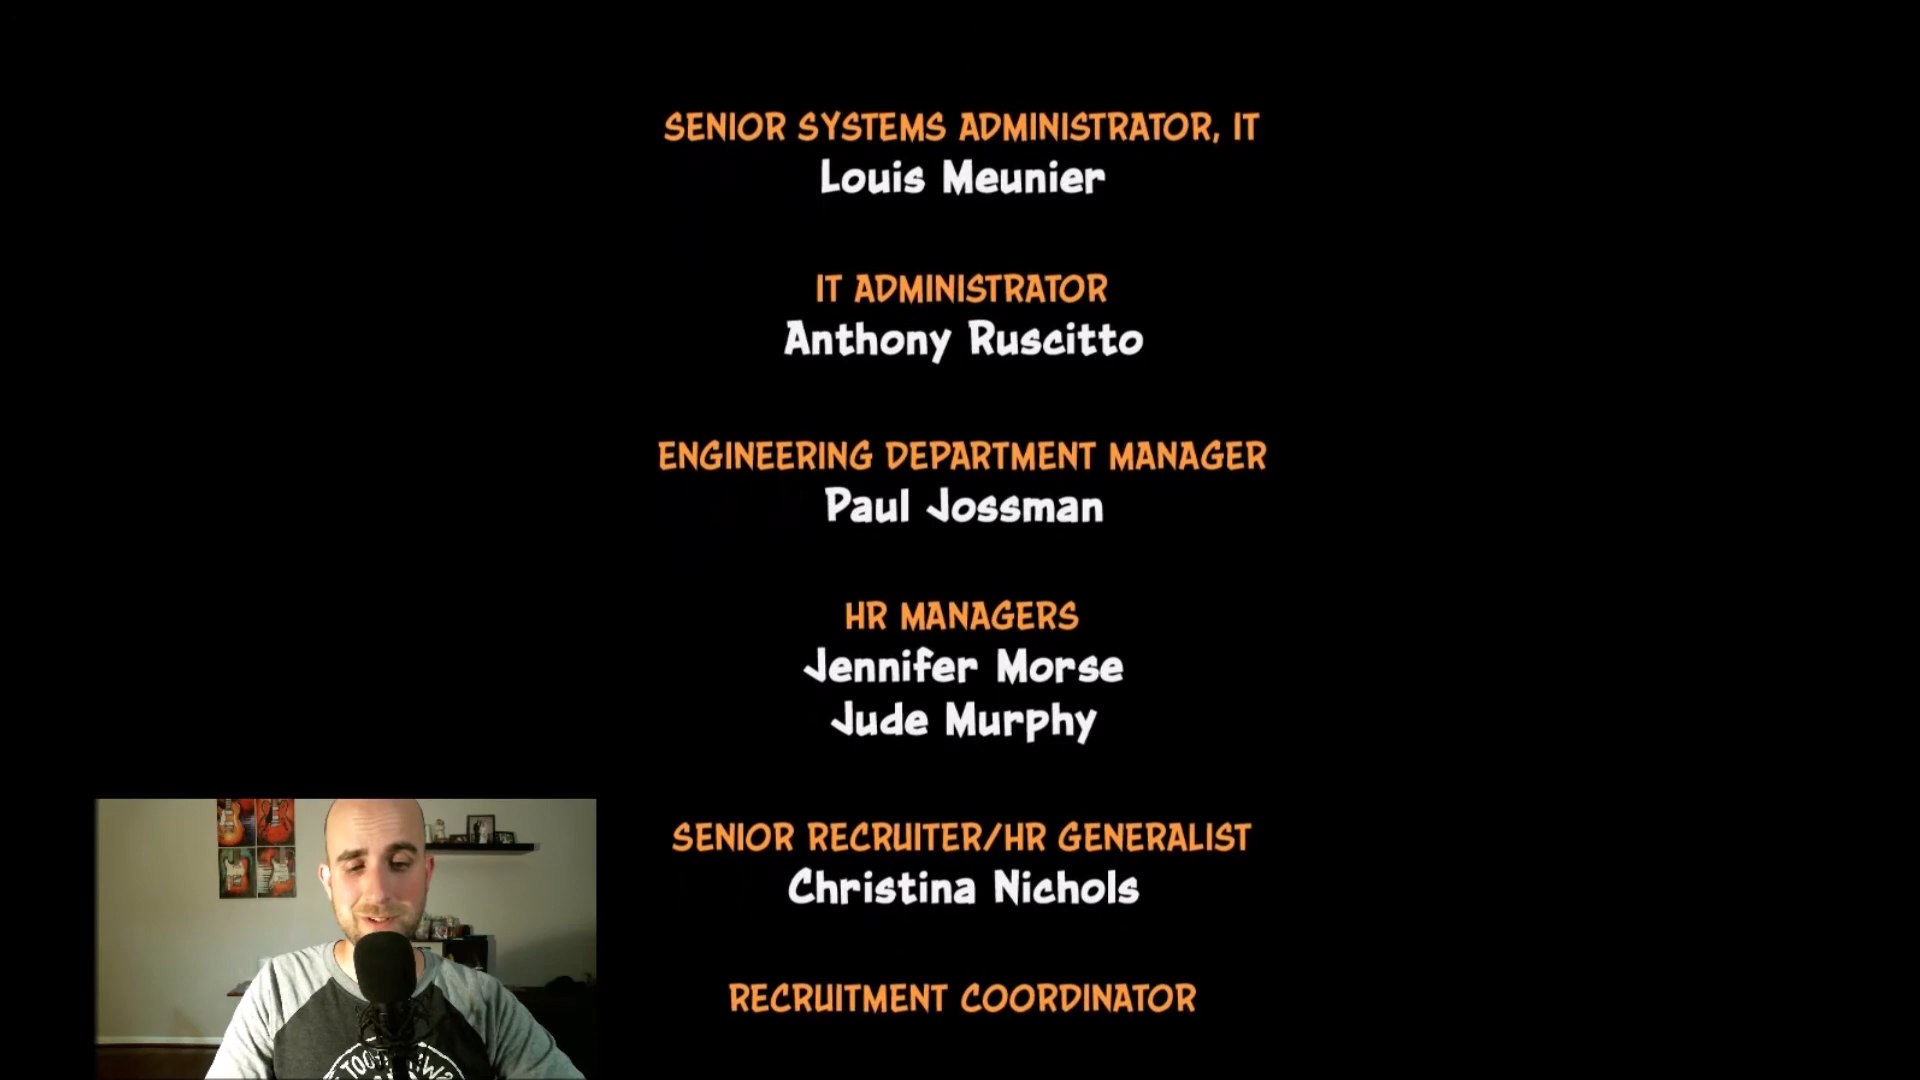 SENIOR SYSTEMS ADMINISTRATOR, IT
Louis Meunier
IT ADMINISTRATOR
Anthony Ruscitto
ENGINEERING DEPARTMENT MANAGER
Paul Jossman
HR MANAGERS
Jennifer Morse
Jude Murphy
SENIOR RECRUITER/HR GENERALIST
Christina Nichols
RECRUITMENT COORDINATOR